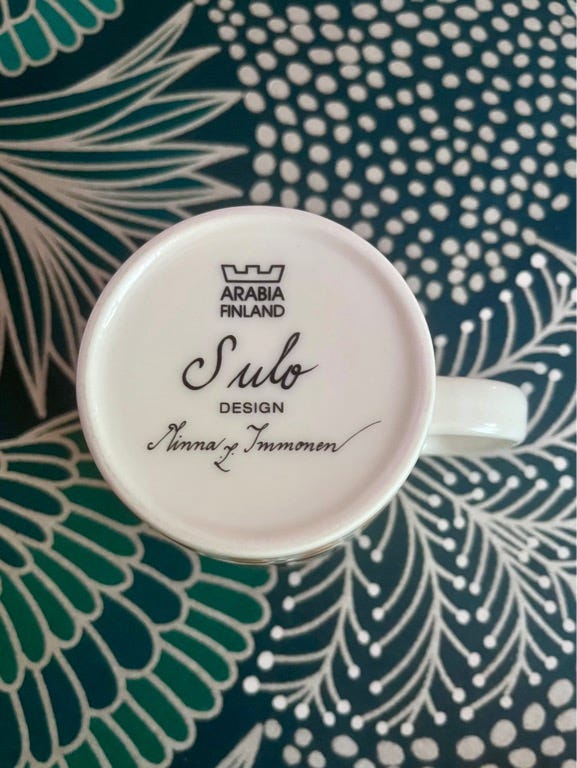 ARABIA
FINLAND
Sulo
DESIGN
Minna L. Immonen